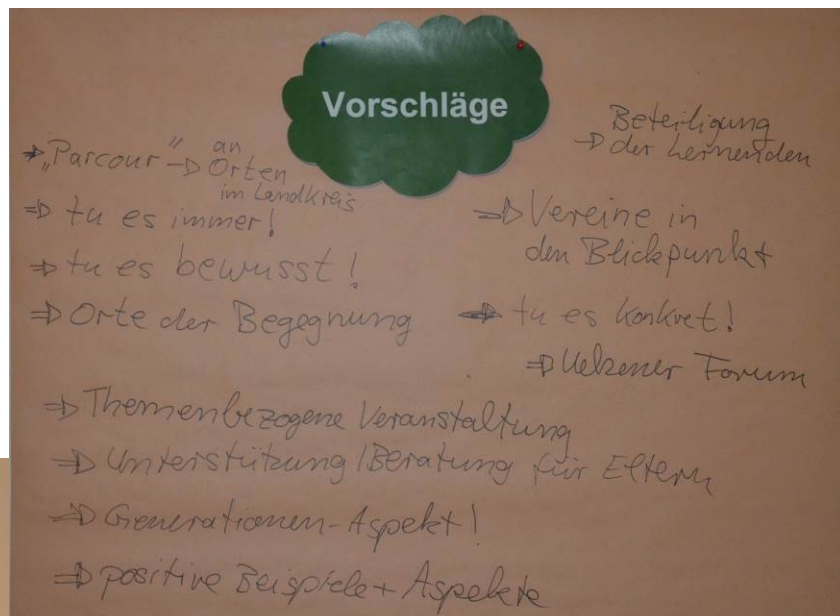 Vorschläge
⇒ „Parcour" → an
Orten
im Landkreis
⇒ tu es immer!
⇒ tu es bewusst!
⇒ Orte der Begegnung
Beteiligung
→ der Lernenden
⇒ Vereine in
den Blickpunkt
⇒ tu es konkret!
⇒ Uelzener Forum
⇒ Themenbezogene Veranstaltung
⇒ Unterstützung / Beratung für Eltern
⇒ Generationen-Aspekt!
⇒ positive Beispiele + Aspekte